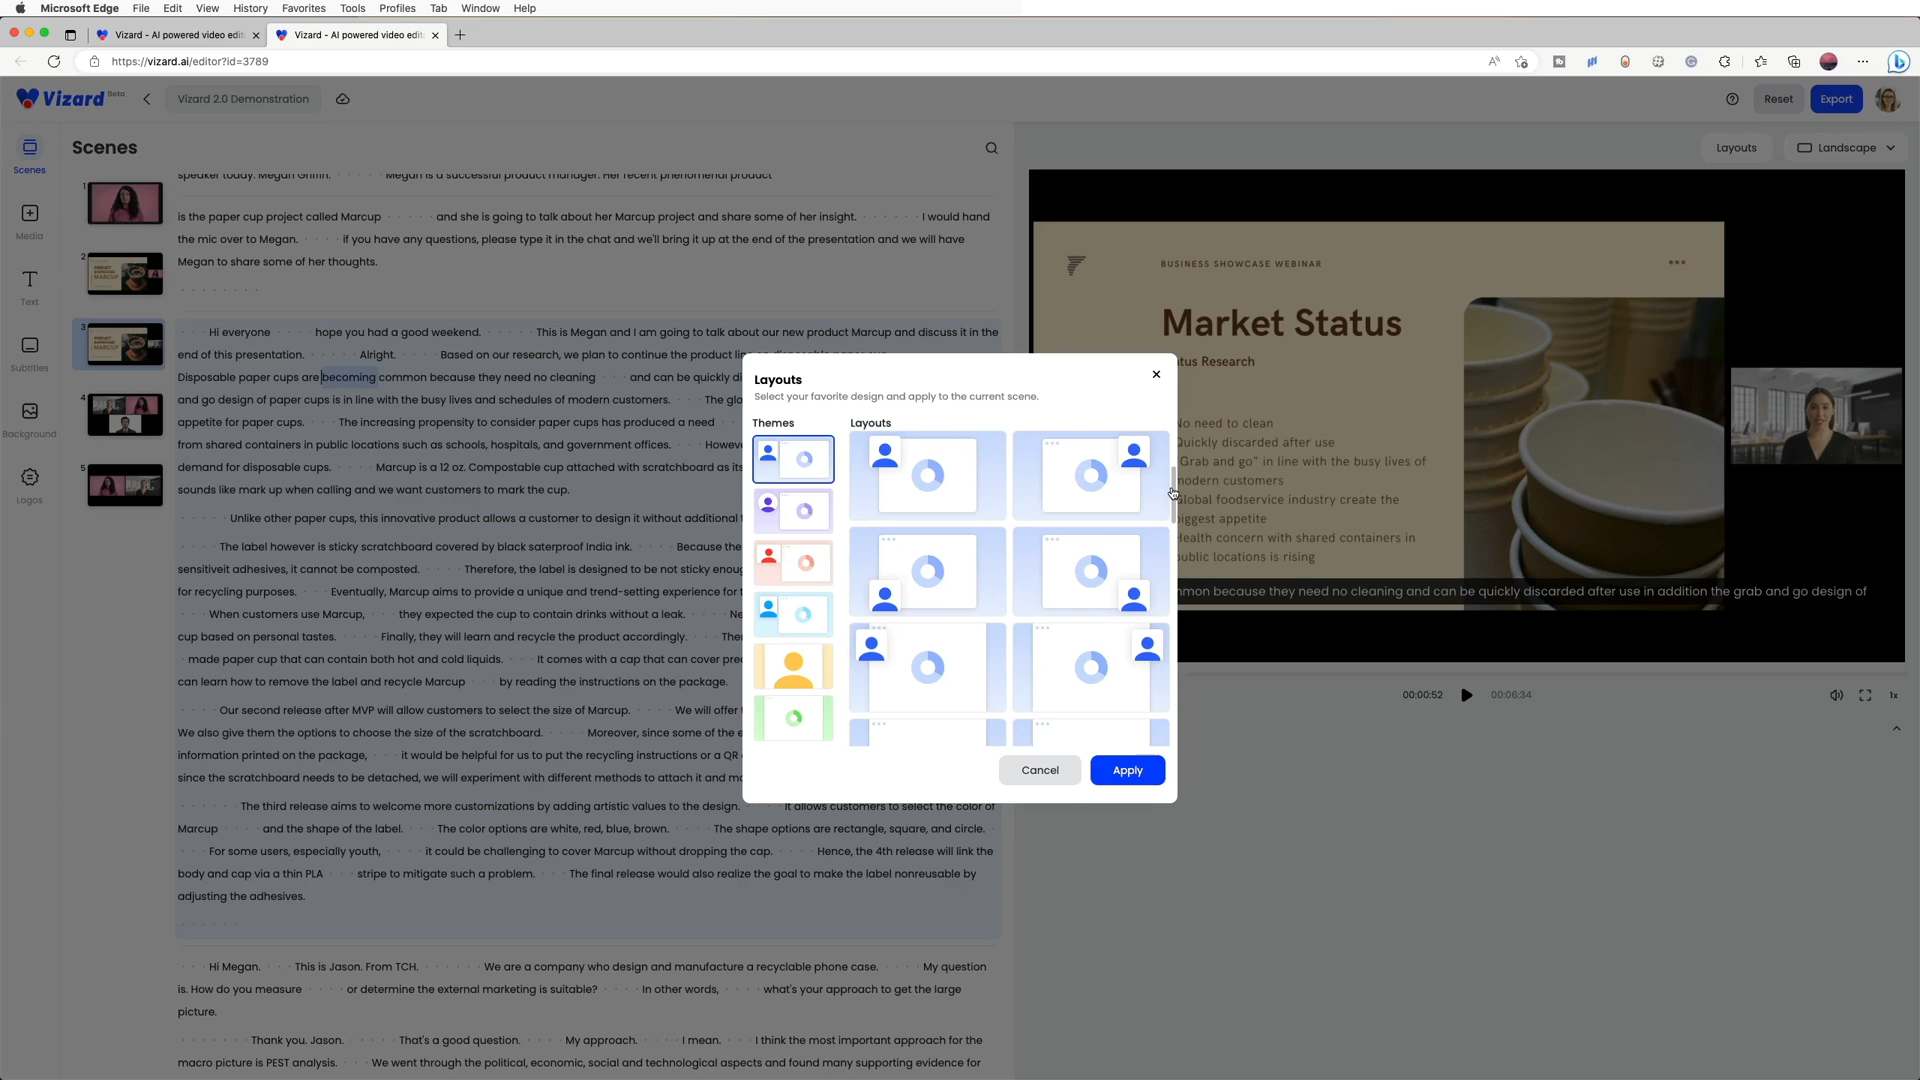 Microsoft Edge File Edit View History Favorites Tools Profiles Tab Window Help
Vizard - AI powered video edit Vizard - AI powered video edit
https://vizard.ai/editor?id=3789
Vizard Beta Vizard 2.0 Demonstration Reset Export
Scenes
Layouts Landscape
Scenes
Media
Text
Subtitles
Background
Logos
1
2
3
4
5
speaker today. Megan Griffin. Megan is a successful product manager. Her recent phenomenal product
is the paper cup project called Marcup and she is going to talk about her Marcup project and share some of her insight. I would hand
the mic over to Megan. if you have any questions, please type it in the chat and we'll bring it up at the end of the presentation and we will have
Megan to share some of her thoughts.
Hi everyone hope you had a good weekend. This is Megan and I am going to talk about our new product Marcup and discuss it in the
end of this presentation. Alright. Based on our research, we plan to continue the product
Disposable paper cups are becoming common because they need no cleaning and can be quickly di
and go design of paper cups is in line with the busy lives and schedules of modern customers. The glo
appetite for paper cups. The increasing propensity to consider paper cups has produced a need
from shared containers in public locations such as schools, hospitals, and government offices. Howev
demand for disposable cups. Marcup is a 12 oz. Compostable cup attached with scratchboard as its
sounds like mark up when calling and we want customers to mark the cup.
Unlike other paper cups, this innovative product allows a customer to design it without additional t
The label however is sticky scratchboard covered by black saterproof India ink. Because the
sensitiveit adhesives, it cannot be composted. Therefore, the label is designed to be not sticky enoug
for recycling purposes. Eventually, Marcup aims to provide a unique and trend-setting experience for t
When customers use Marcup, they expected the cup to contain drinks without a leak. Ne
cup based on personal tastes. Finally, they will learn and recycle the product accordingly. Ther
made paper cup that can contain both hot and cold liquids. It comes with a cap that can cover pre
can learn how to remove the label and recycle Marcup by reading the instructions on the package.
Our second release after MVP will allow customers to select the size of Marcup. We will offer t
We also give them the options to choose the size of the scratchboard. Moreover, since some of the e
information printed on the package, it would be helpful for us to put the recycling instructions or a QR
since the scratchboard needs to be detached, we will experiment with different methods to attach it and mo
The third release aims to welcome more customizations by adding artistic values to the design. It allows customers to select the color of
Marcup and the shape of the label. The color options are white, red, blue, brown. The shape options are rectangle, square, and circle.
For some users, especially youth, it could be challenging to cover Marcup without dropping the cap. Hence, the 4th release will link the
body and cap via a thin PLA stripe to mitigate such a problem. The final release would also realize the goal to make the label nonreusable by
adjusting the adhesives.
Hi Megan. This is Jason. From TCH. We are a company who design and manufacture a recyclable phone case. My question
is. How do you measure or determine the external marketing is suitable? In other words, what's your approach to get the large
picture.
Thank you. Jason. That's a good question. My approach. I mean. I think the most important approach for the
macro picture is PEST analysis. We went through the political, economic, social and technological aspects and found many supporting evidence for
Layouts
Select your favorite design and apply to the current scene.
Themes Layouts
Cancel Apply
BUSINESS SHOWCASE WEBINAR
Market Status
atus Research
No need to clean
Quickly discarded after use
"Grab and go" in line with the busy lives of
modern customers
Global foodservice industry create the
biggest appetite
Health concern with shared containers in
public locations is rising
mon because they need no cleaning and can be quickly discarded after use in addition the grab and go design of
00:00:52 00:06:34 1x